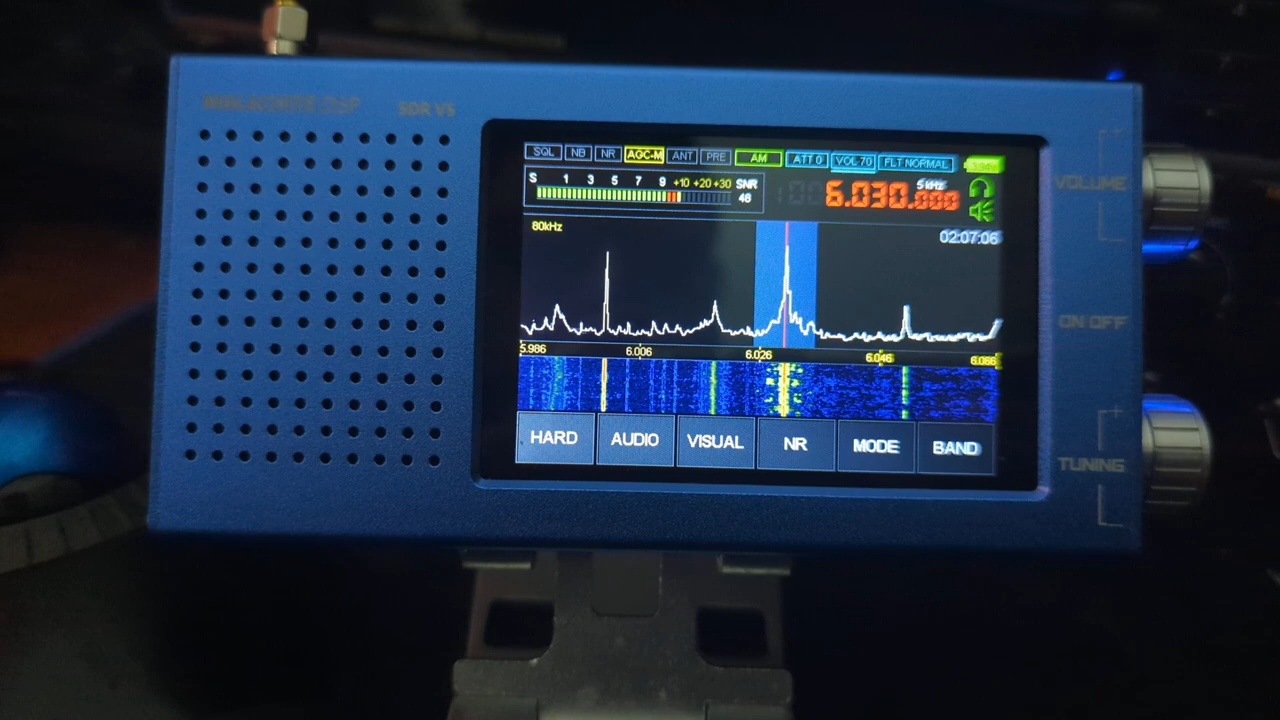 MALAHITE DSP SDR V5
SQL NB NR AGC-M ANT PRE AM ATT 0 VOL 70 FLT NORMAL
S 1 3 5 7 9 +10 +20 +30 SNR
48
5 kHz
6.030.000
80kHz
02:07:06
5.986 6.006 6.026 6.046 6.066
HARD AUDIO VISUAL NR MODE BAND
+
VOLUME
ON OFF
+
TUNING